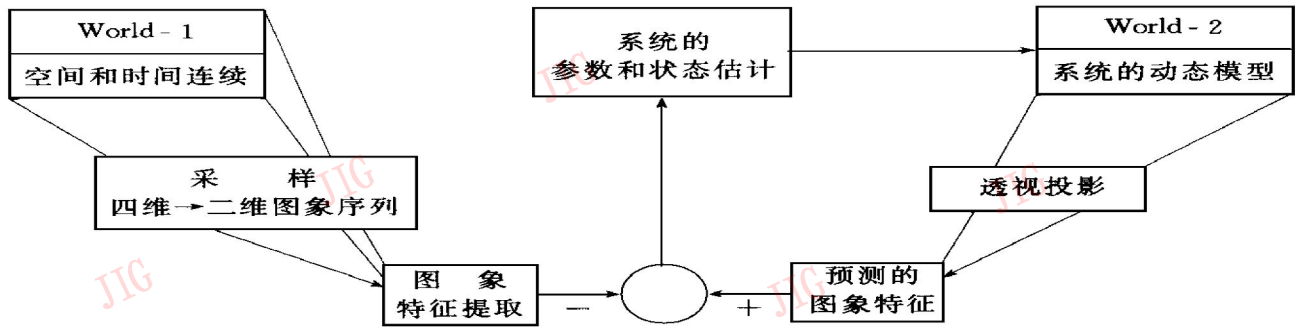 World - 1
空间和时间连续
采 样
四维→二维图象序列
图 象
特征提取
−
系统的
参数和状态估计
+
预测的
图象特征
World - 2
系统的动态模型
透视投影
JIG
JIG
JIG
JIG
JIG